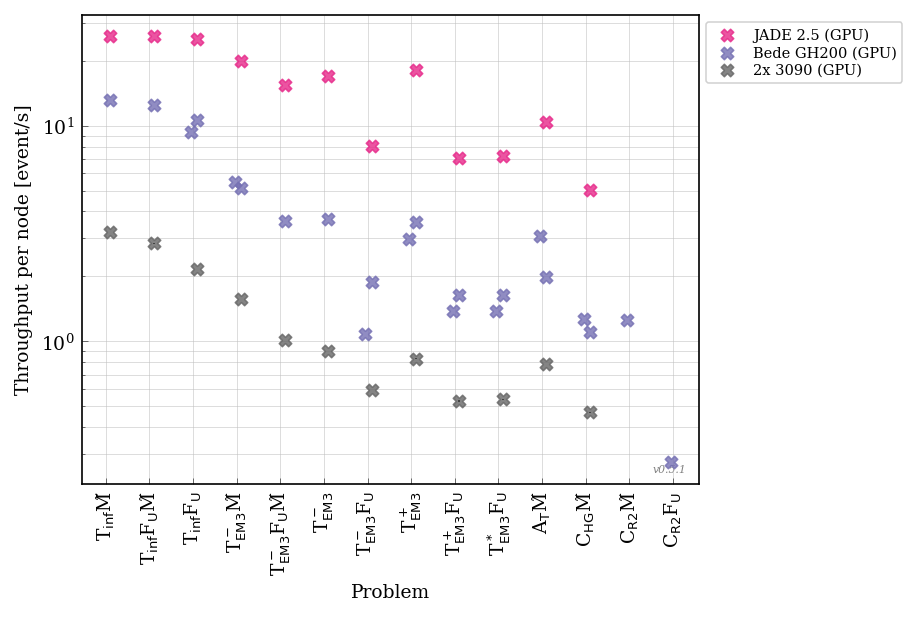 JADE 2.5 (GPU)
Bede GH200 (GPU)
2x 3090 (GPU)
Throughput per node [event/s]
10¹
10⁰
T_inf M̃
T_inf F_U M̃
T_inf F_U
T⁻_EM3 M̃
T⁻_EM3 F_U M̃
T⁻_EM3
T⁻_EM3 F_U
T⁺_EM3
T⁺_EM3 F_U
T*_EM3 F_U
A_T M̃
C_HG M̃
C_R2 M̃
C_R2 F_U
Problem